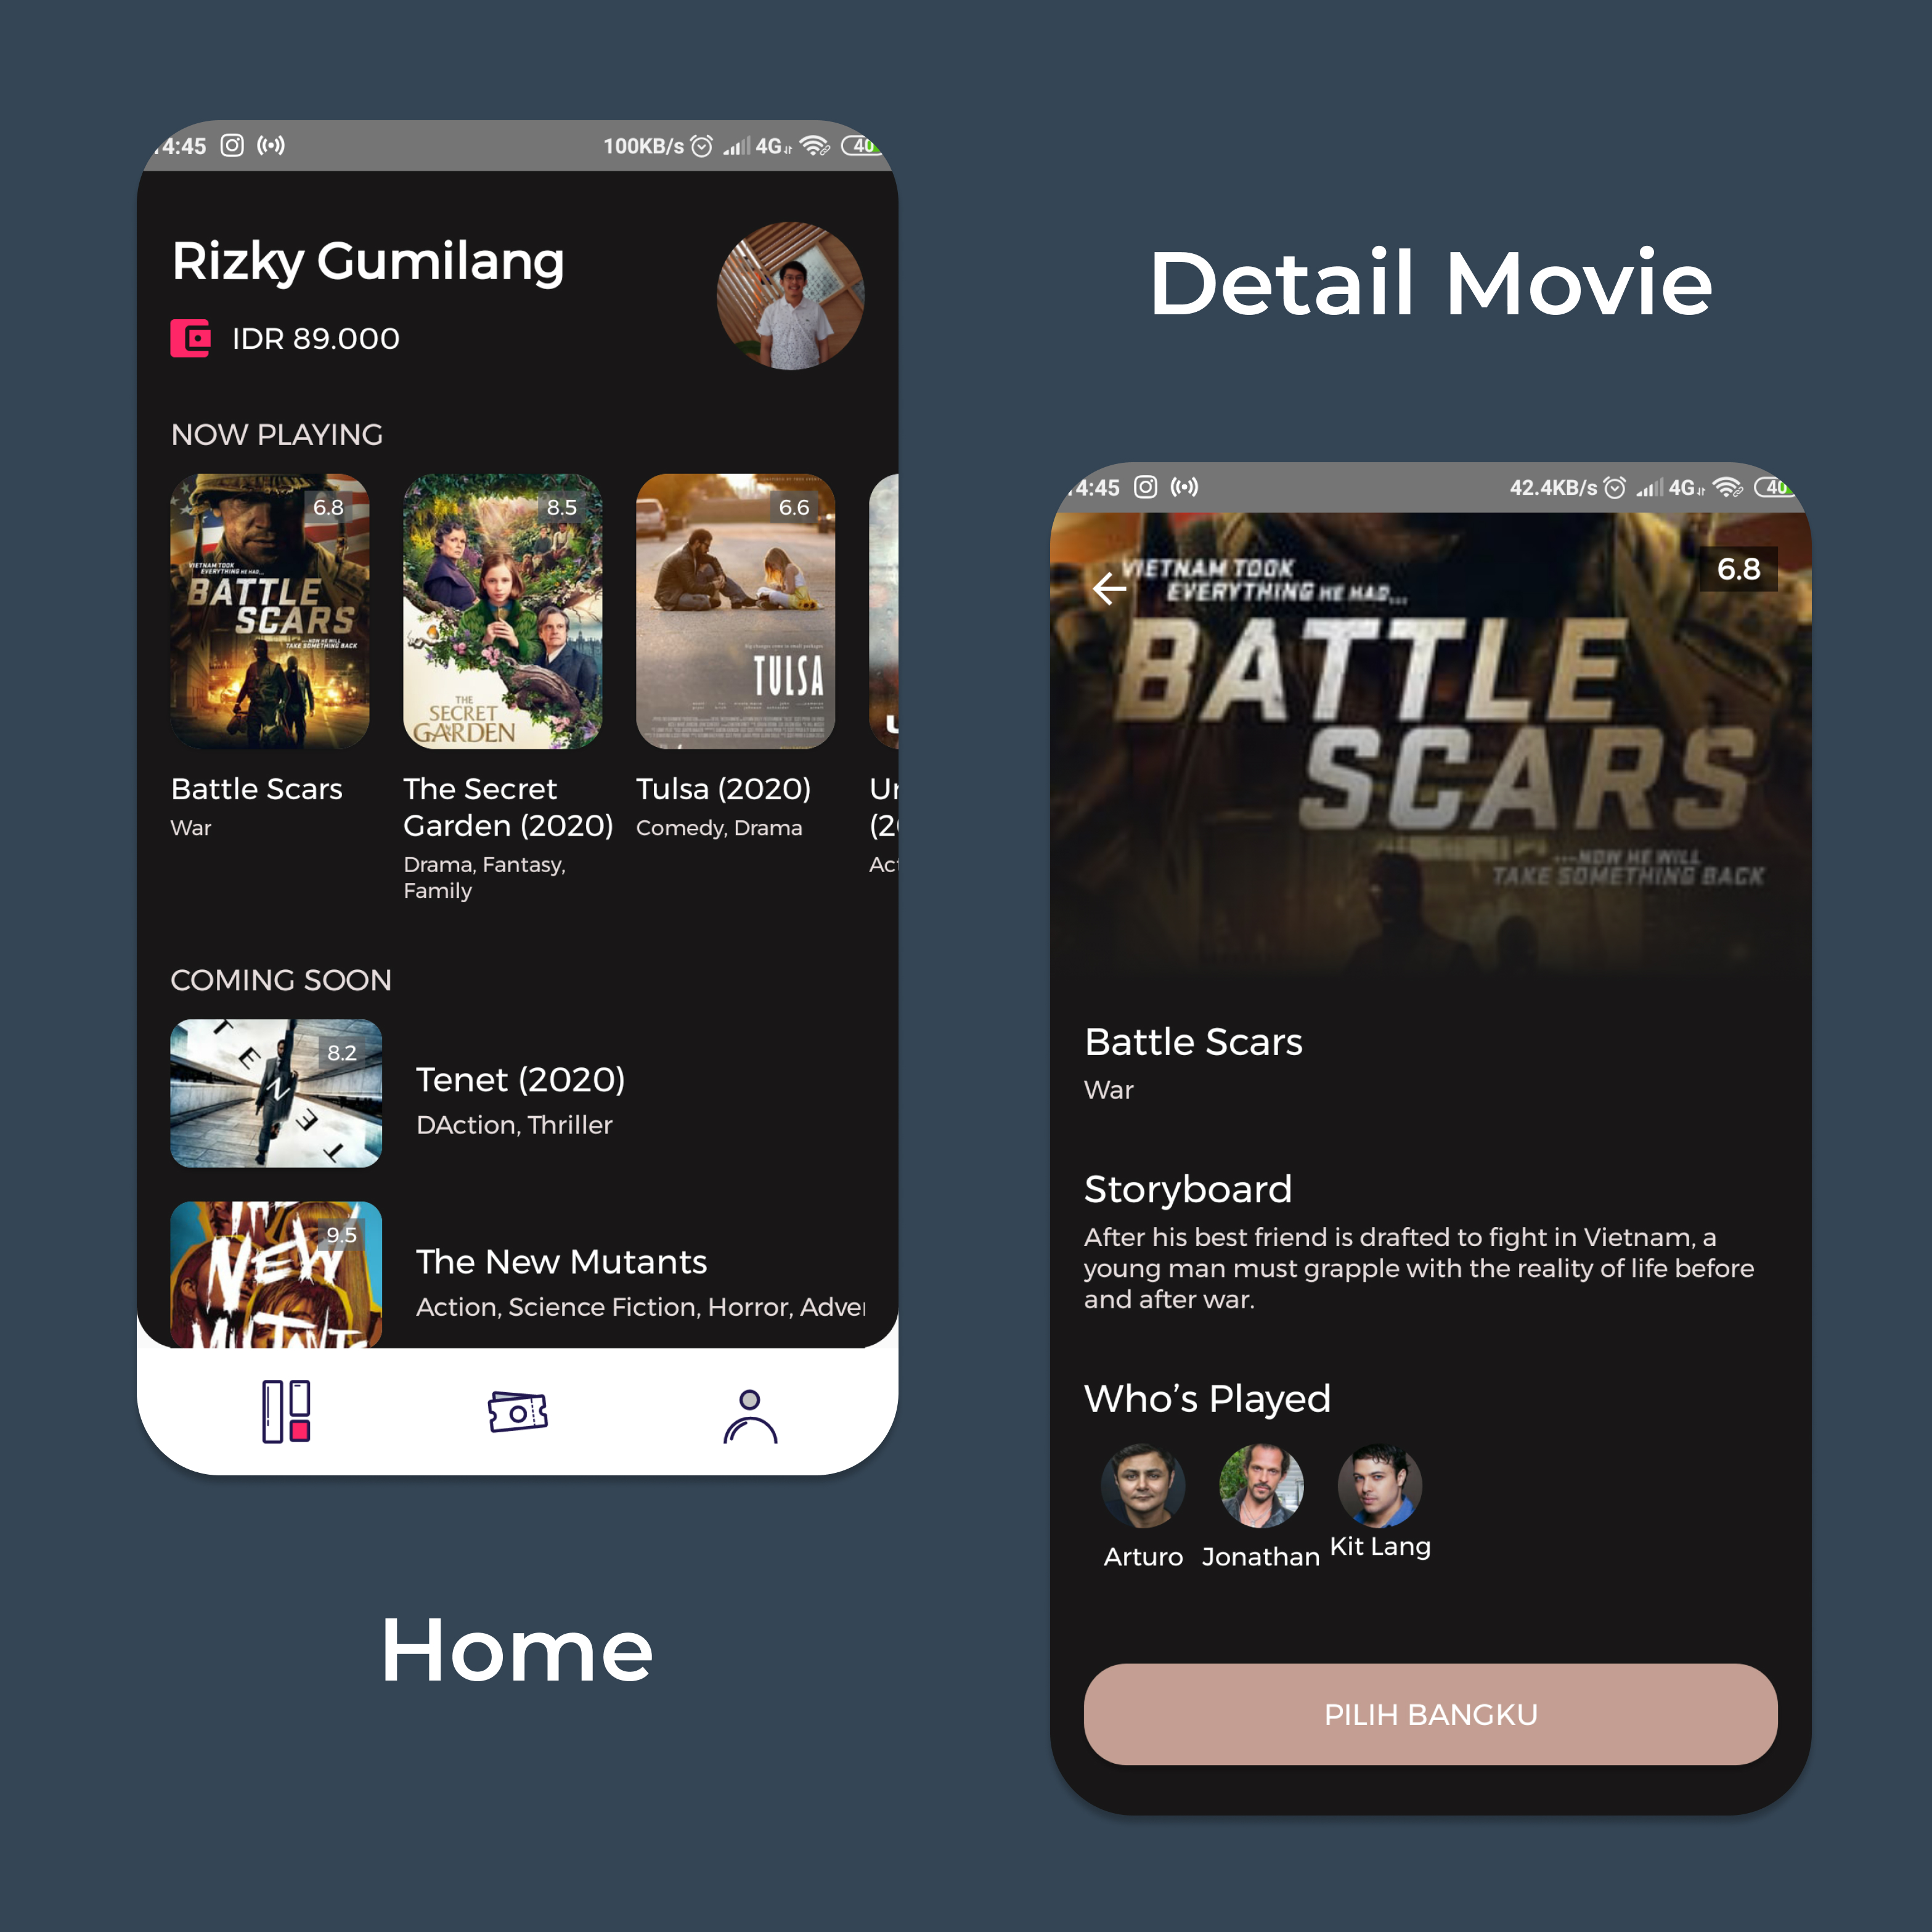 4:45
100KB/s 4G 40
Rizky Gumilang
IDR 89.000
NOW PLAYING
6.8
VIETNAM TOOK
EVERYTHING HE HAD...
BATTLE
SCARS
...NOW HE WILL
TAKE SOMETHING BACK
8.5
THE
SECRET
GARDEN
6.6
TULSA
Battle Scars
War
The Secret
Garden (2020)
Drama, Fantasy,
Family
Tulsa (2020)
Comedy, Drama
COMING SOON
8.2
TENET
Tenet (2020)
DAction, Thriller
9.5
NEW
MUTANTS
The New Mutants
Action, Science Fiction, Horror, Adve
Home
Detail Movie
4:45
42.4KB/s 4G 40
VIETNAM TOOK
EVERYTHING HE HAD...
6.8
BATTLE
SCARS
...NOW HE WILL
TAKE SOMETHING BACK
Battle Scars
War
Storyboard
After his best friend is drafted to fight in Vietnam, a
young man must grapple with the reality of life before
and after war.
Who's Played
Arturo Jonathan Kit Lang
PILIH BANGKU